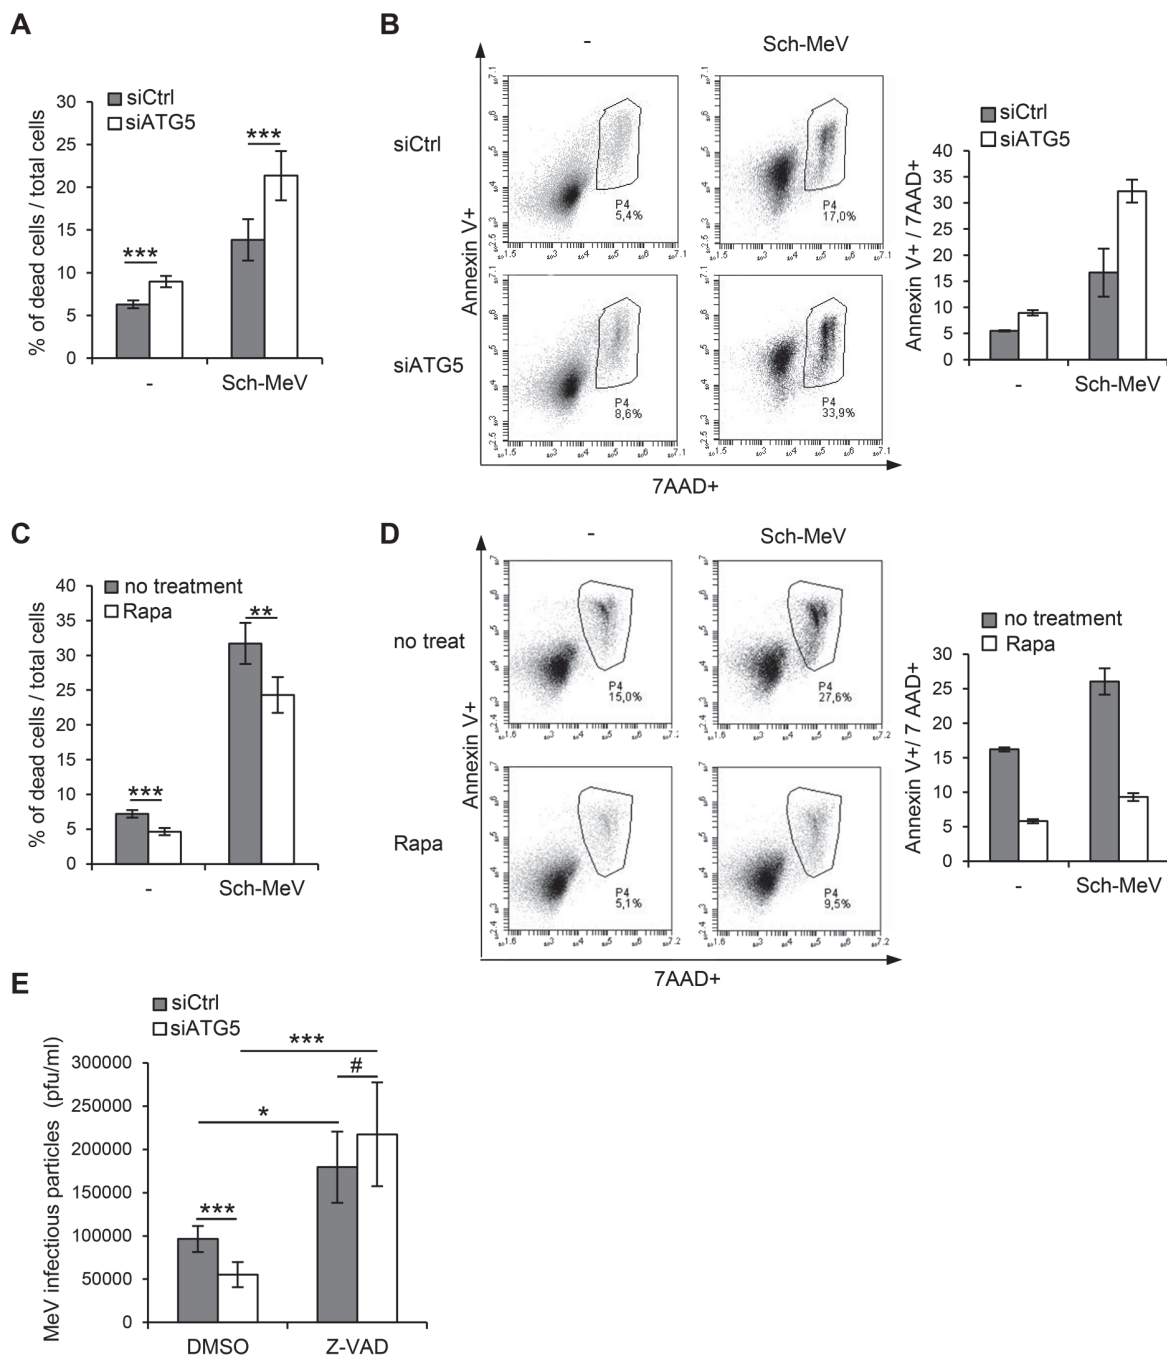 A
siCtrl
siATG5
% of dead cells / total cells
30
25
20
15
10
5
0
***
***
-
Sch-MeV
B
-
Sch-MeV
siCtrl
siATG5
Annexin V+
7AAD+
P4
5,4%
P4
17,0%
P4
8,6%
P4
33,9%
siCtrl
siATG5
Annexin V+ / 7AAD+
40
35
30
25
20
15
10
5
0
-
Sch-MeV
C
no treatment
Rapa
% of dead cells / total cells
40
35
30
25
20
15
10
5
0
***
**
-
Sch-MeV
D
-
Sch-MeV
no treat
Rapa
Annexin V+
7AAD+
P4
15,0%
P4
27,6%
P4
5,1%
P4
9,5%
no treatment
Rapa
Annexin V+/ 7 AAD+
30
25
20
15
10
5
0
-
Sch-MeV
E
siCtrl
siATG5
MeV infectious particles (pfu/ml)
300000
250000
200000
150000
100000
50000
0
***
#
*
***
DMSO
Z-VAD